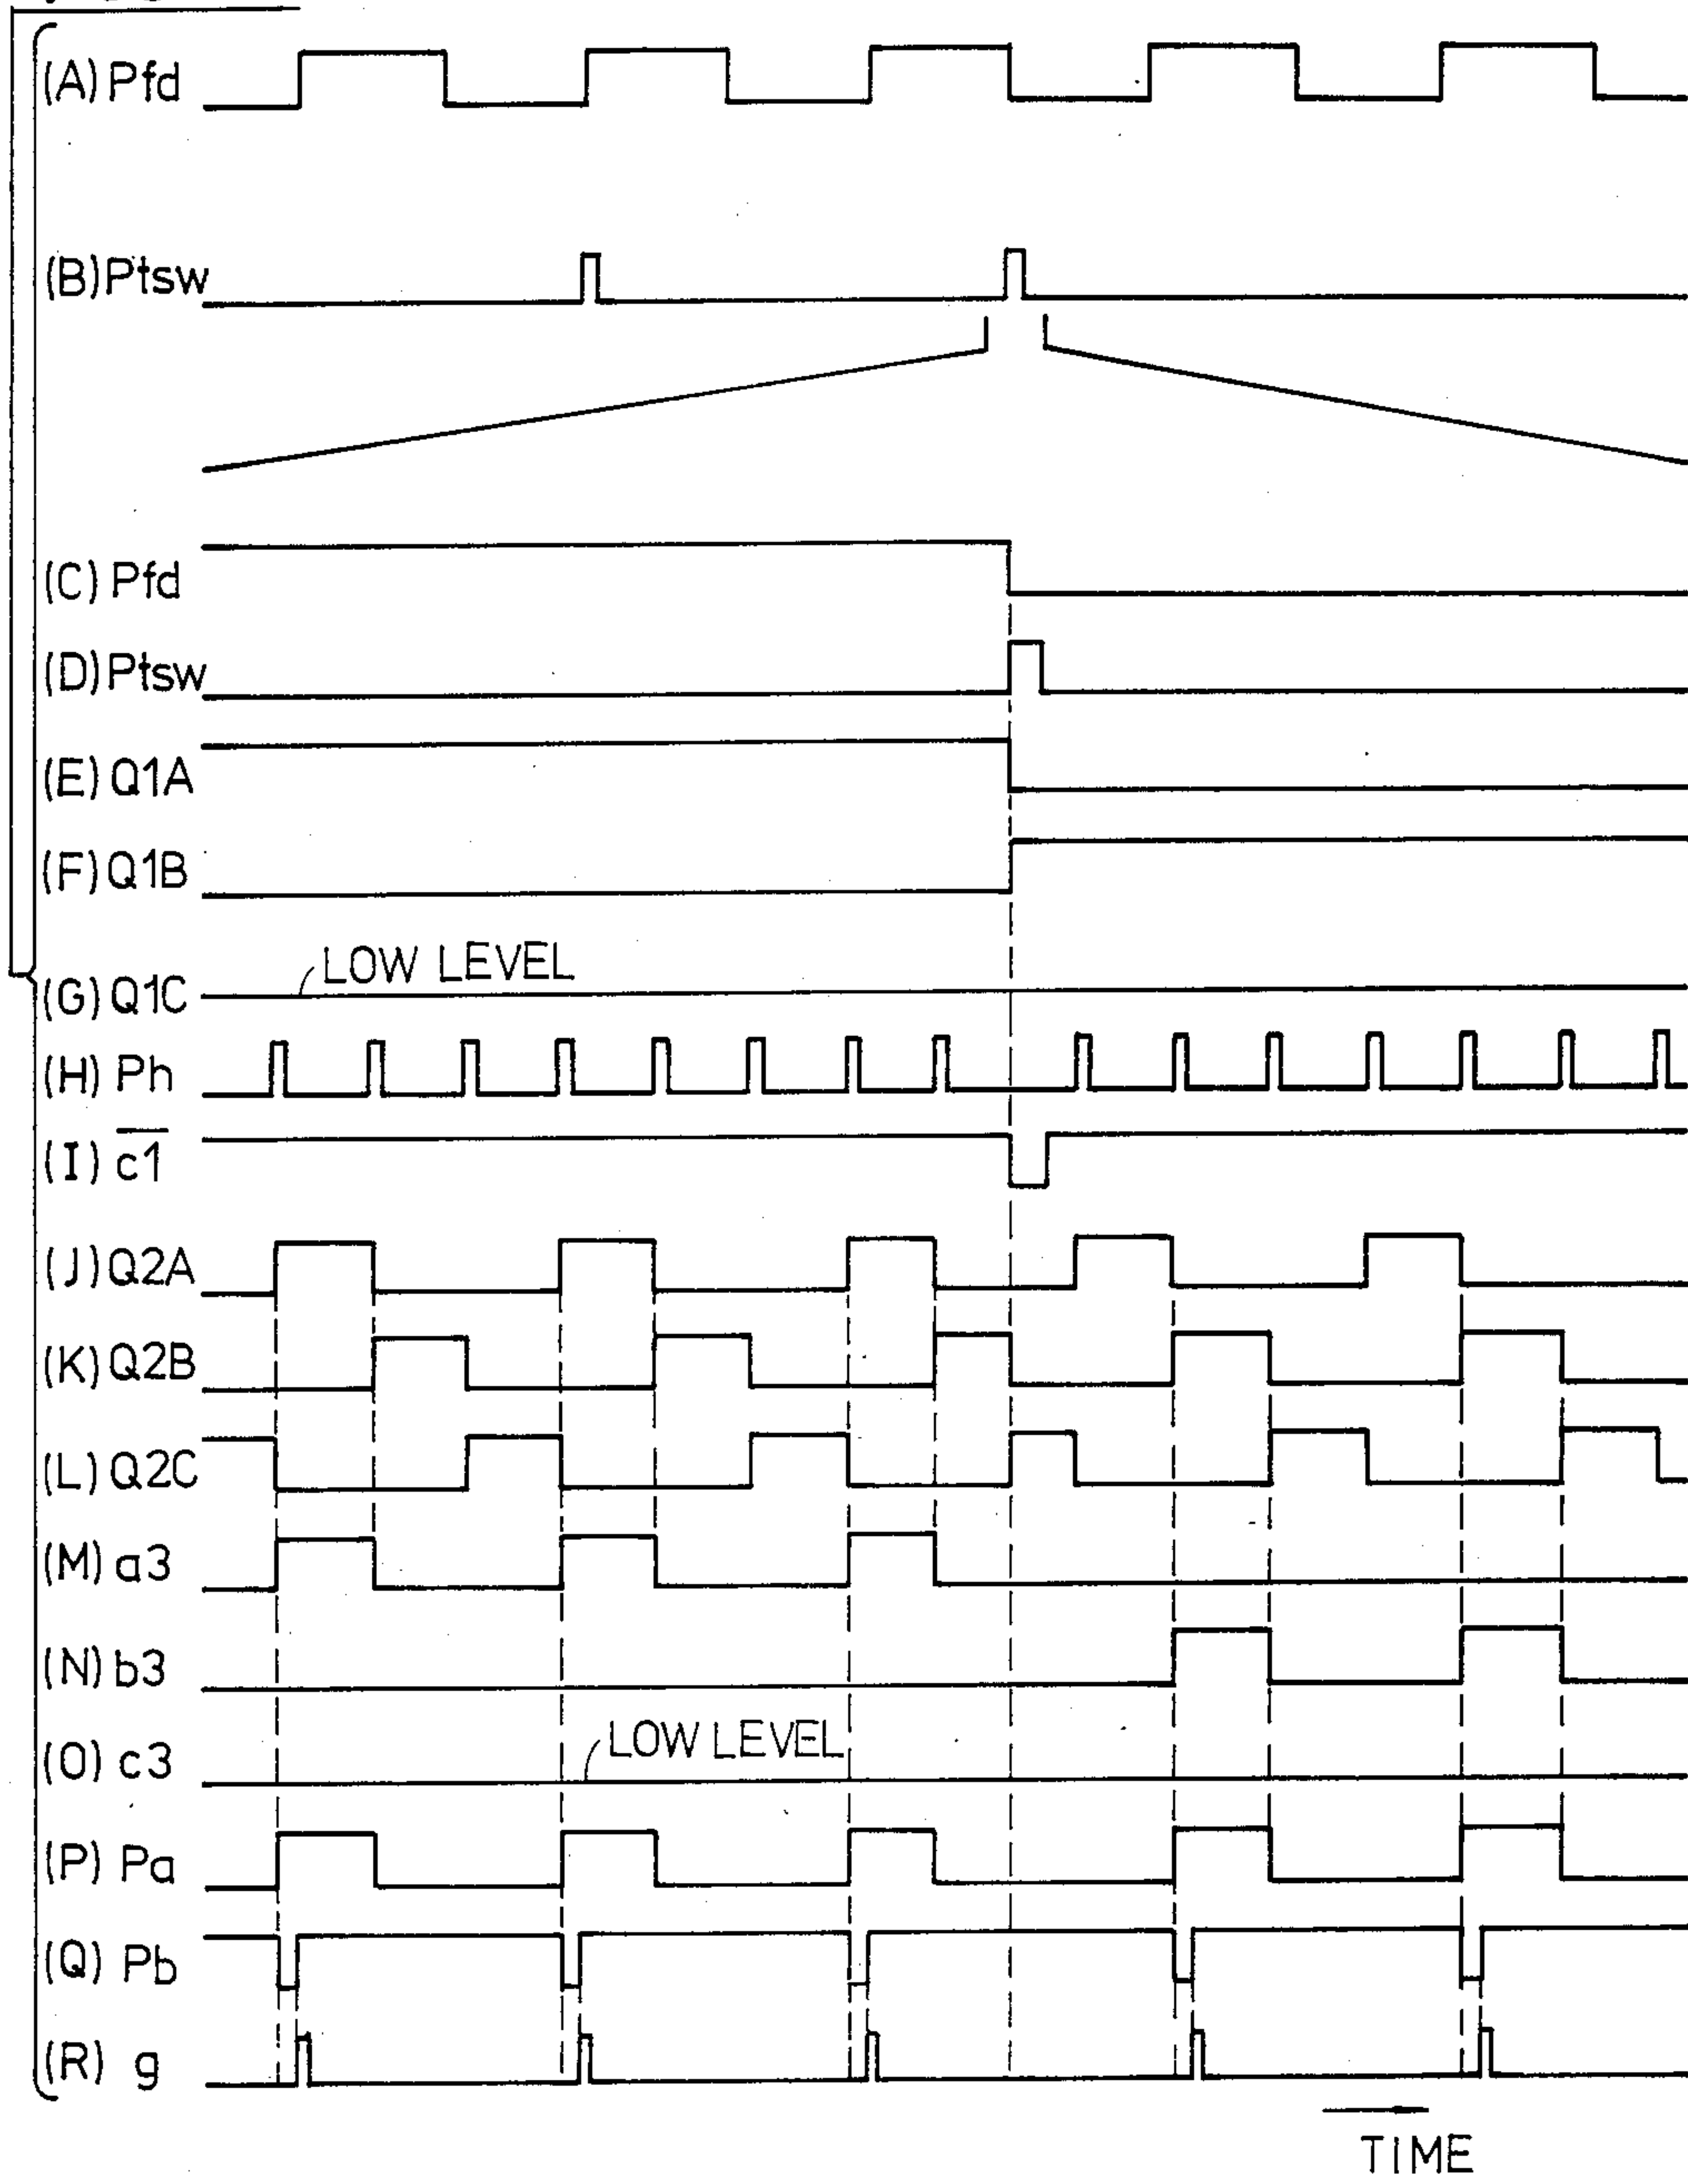 (A) Pfd
(B) Ptsw
(C) Pfd
(D) Ptsw
(E) Q1A
(F) Q1B
LOW LEVEL
(G) Q1C
(H) Ph
(I) c1̅
(J) Q2A
(K) Q2B
(L) Q2C
(M) a3
(N) b3
LOW LEVEL
(O) c3
(P) Pa
(Q) Pb
(R) g
TIME